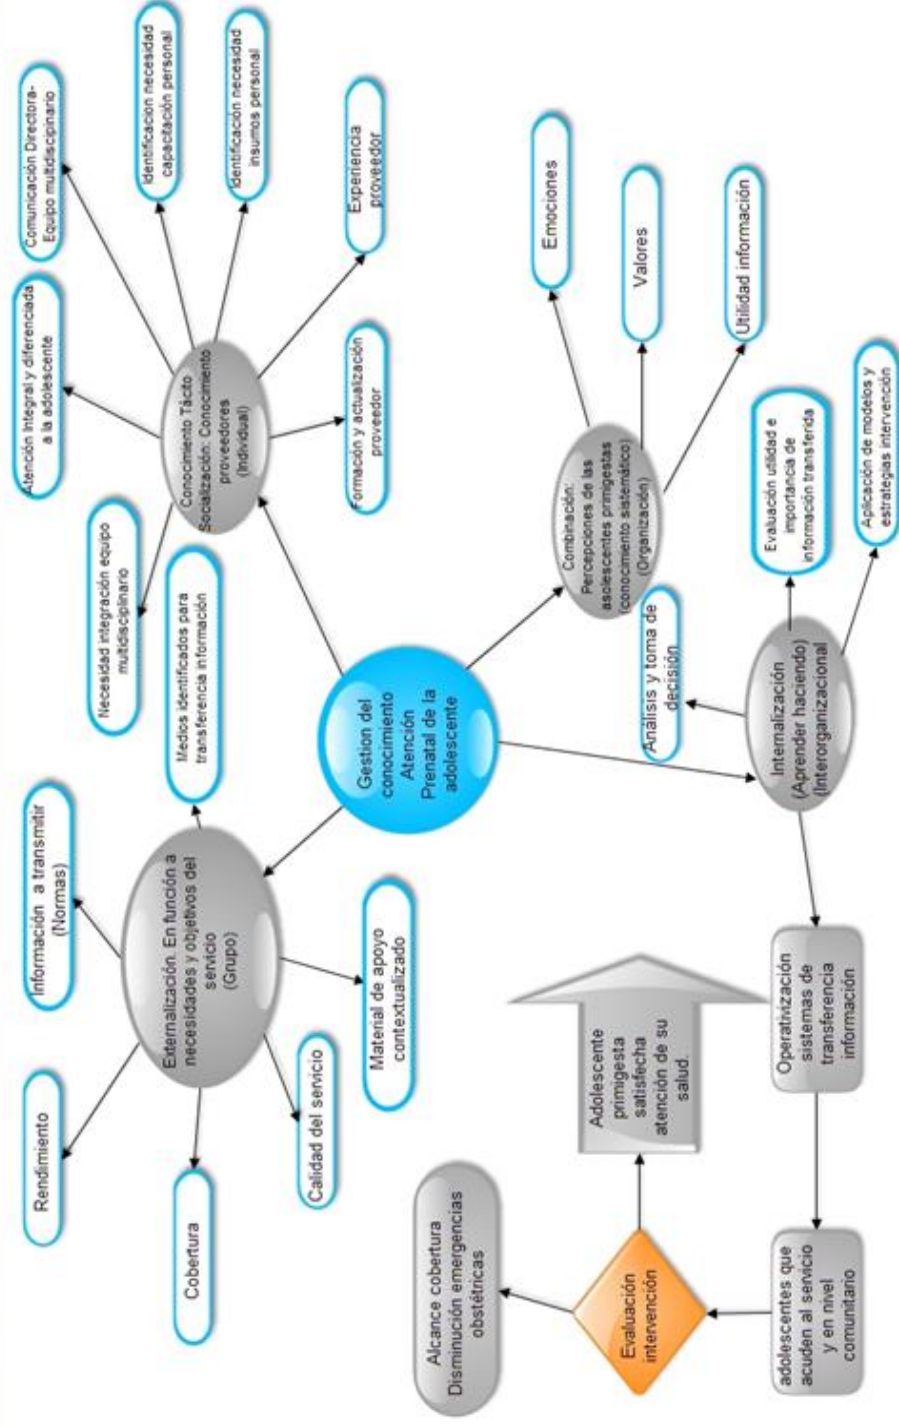 Rendimiento
Información a transmitir
(Normas)
Cobertura
Externalización. En función a
necesidades y objetivos del
servicio
(Grupo)
Calidad del servicio
Material de apoyo
contextualizado
Medios identificados para
transferencia información
Necesidad integración equipo
multidiscipinario
Atención Integral y diferenciada
a la adolescente
Comunicación Directora-
Equipo multidiscipinario
Identificación necesidad
capacitación personal
Identificación necesidad
insumos personal
Experiencia
proveedor
Formación y actualización
proveedor
Conocimiento Tácito
Socialización: Conocimiento
proveedores
(Individual)
Gestion del
conocimiento
Atención
Prenatal de la
adolescente
Combinación:
Percepciones de las
asolescentes primigestas
(conocimiento sistemático)
(Organización)
Emociones
Valores
Utilidad información
Alcance cobertura
Disminución emergencias
obstétricas
Evaluación
intervención
Adolescente
primigesta
satisfecha
atención de su
salud.
adolescentes que
acuden al servicio
y en nivel
comunitario
Operativización
sistemas de
transferencia
información
Internalización
(Aprender haciendo)
(Interorganizacional
Análisis y toma de
decisión
Evaluación utilidad e
importancia de
información transferida
Aplicación de modelos y
estrategias intervención